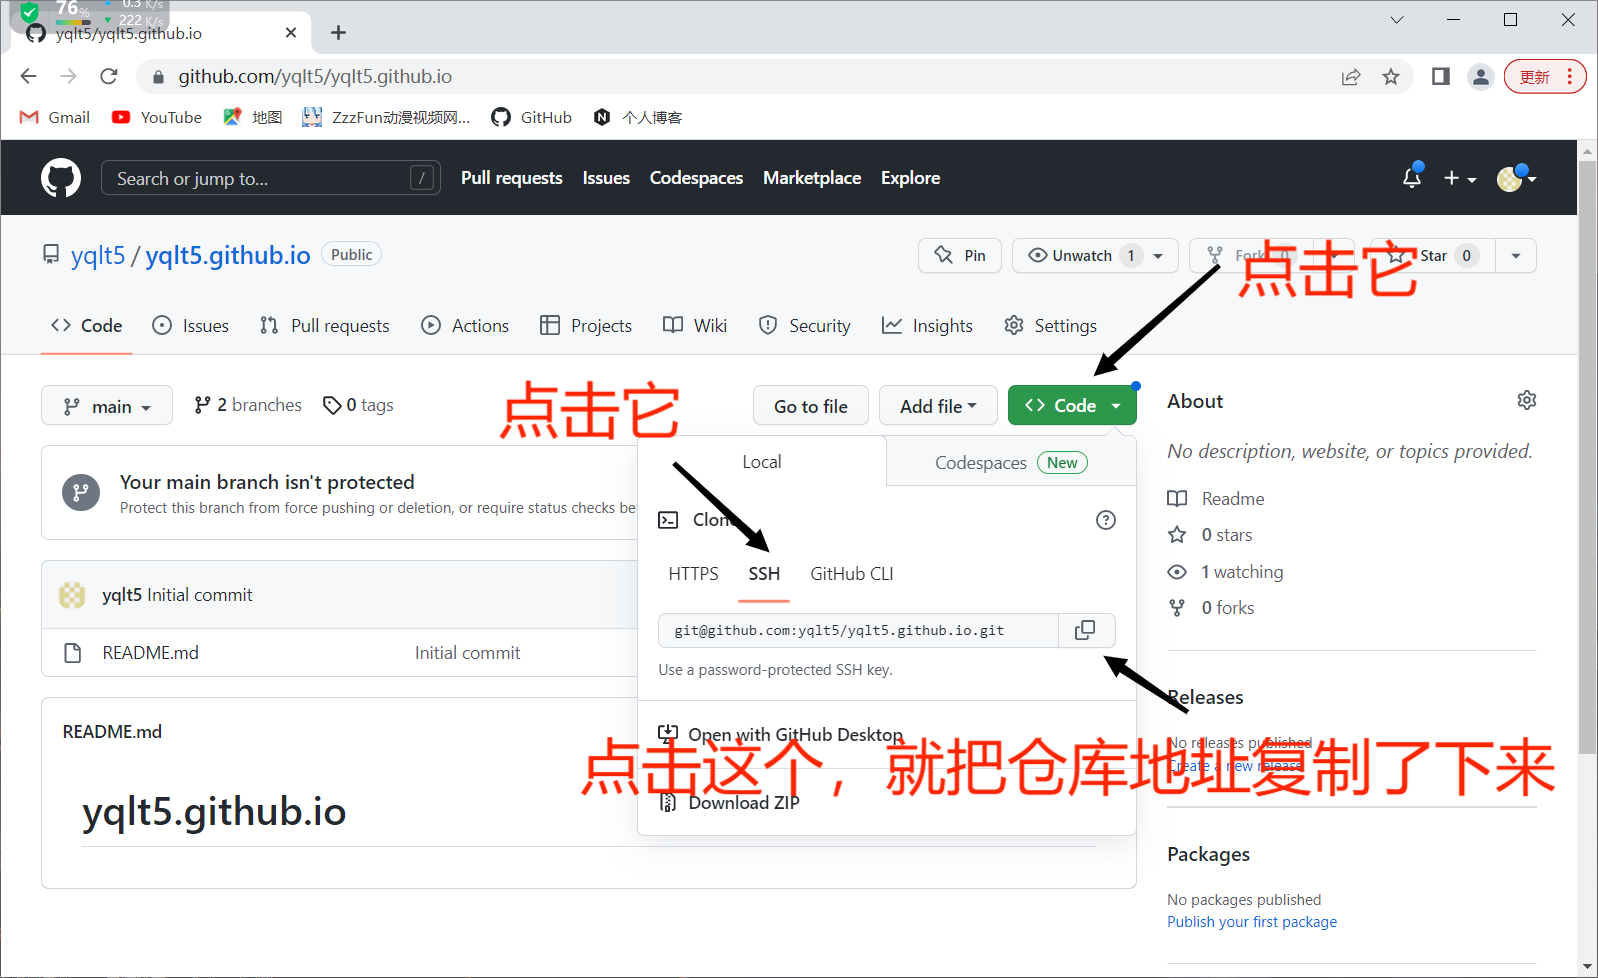 76%
0.3 K/s
222 K/s
yqlt5/yqlt5.github.io
github.com/yqlt5/yqlt5.github.io
更新
Gmail
YouTube
地图
ZzzFun动漫视频网...
GitHub
个人博客
Search or jump to...
/
Pull requests
Issues
Codespaces
Marketplace
Explore
yqlt5 / yqlt5.github.io
Public
Pin
Unwatch 1
Fork 0
Star 0
点击它
Code
Issues
Pull requests
Actions
Projects
Wiki
Security
Insights
Settings
main
2 branches
0 tags
点击它
Go to file
Add file
Code
About
No description, website, or topics provided.
Local
Codespaces New
Your main branch isn't protected
Protect this branch from force pushing or deletion, or require status checks be
Clone
Readme
0 stars
1 watching
0 forks
HTTPS
SSH
GitHub CLI
yqlt5 Initial commit
git@github.com:yqlt5/yqlt5.github.io.git
README.md
Initial commit
Use a password-protected SSH key.
Releases
No releases published
Create a new release
README.md
Open with GitHub Desktop
点击这个，就把仓库地址复制了下来
Download ZIP
yqlt5.github.io
Packages
No packages published
Publish your first package